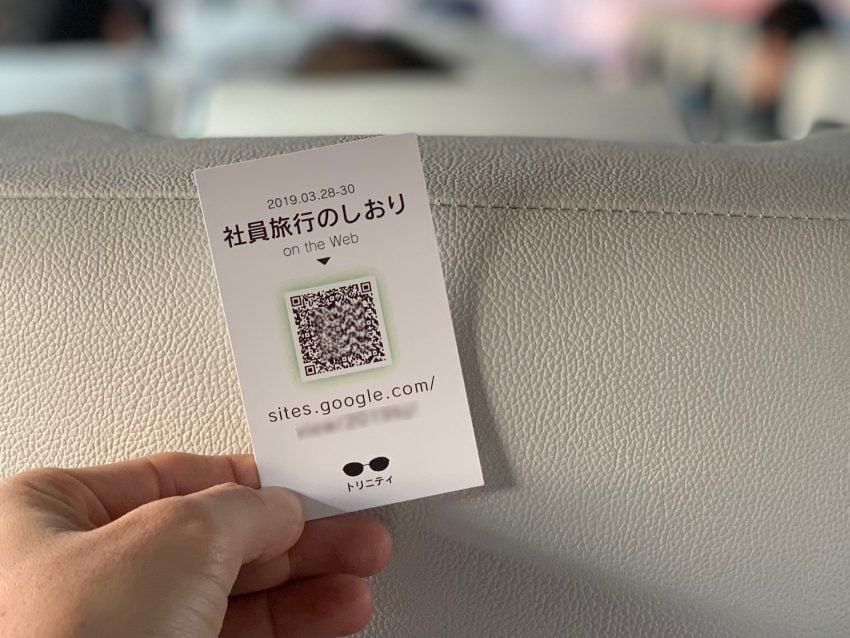 2019.03.28-30
社員旅行のしおり
on the Web
sites.google.com/
トリニティ